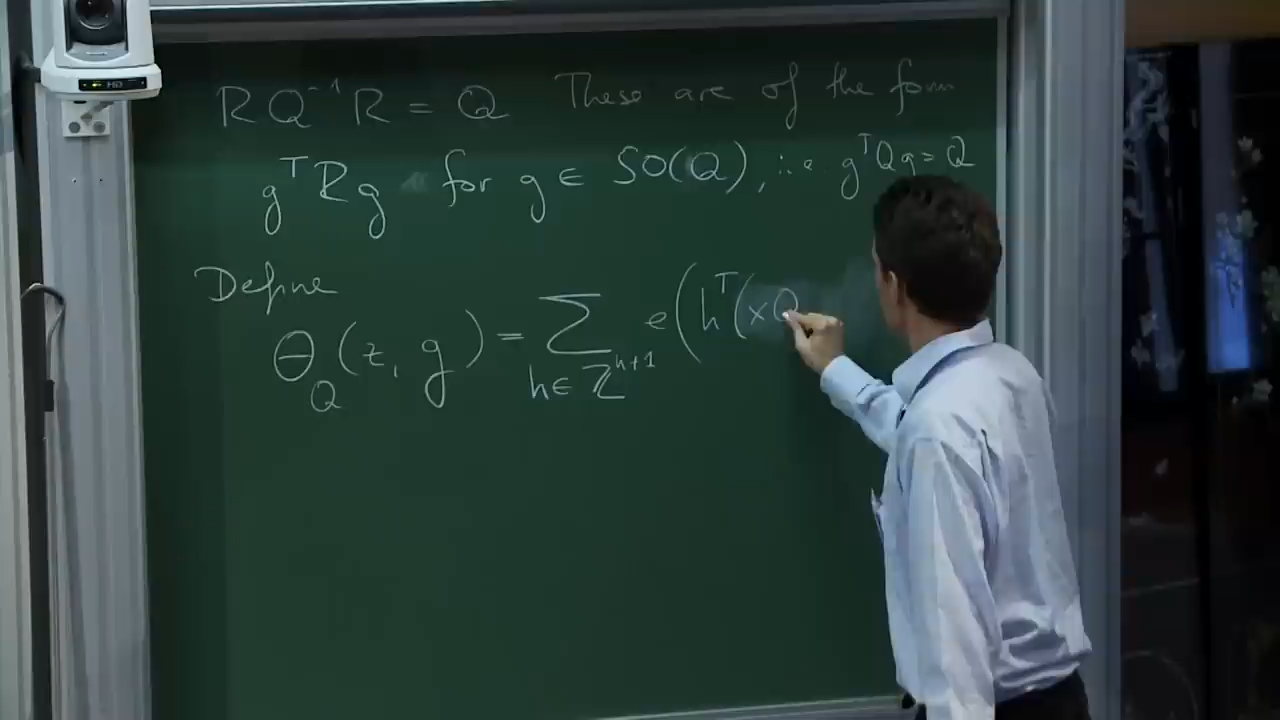 RQ⁻¹R = Q These are of the form
gᵀRg for g ∈ SO(Q), i.e. gᵀQg = Q
Define
Θ_Q(z, g) = Σ_{h∈ℤⁿ⁺¹} e(hᵀ(xQ